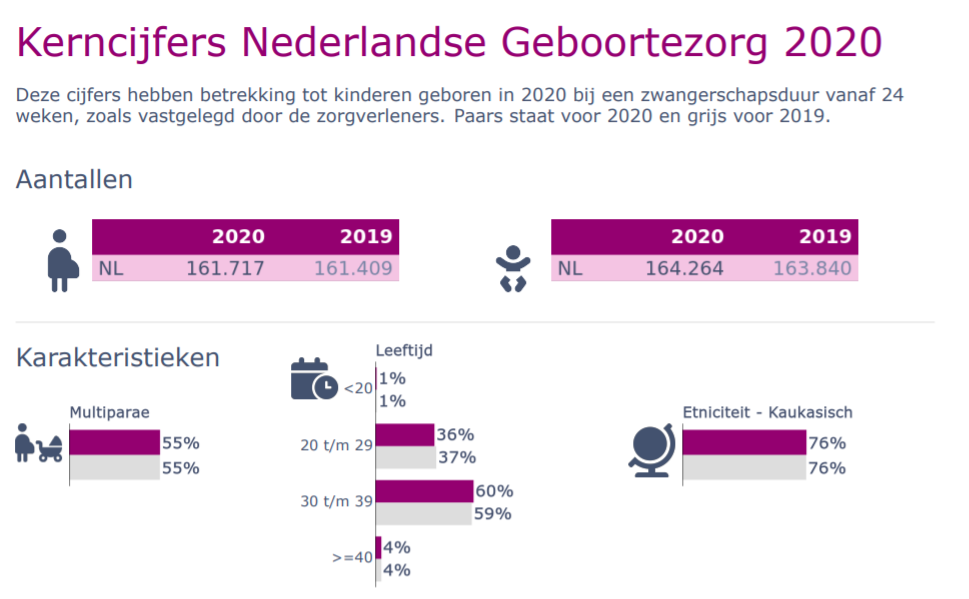 Kerncijfers Nederlandse Geboortezorg 2020
Deze cijfers hebben betrekking tot kinderen geboren in 2020 bij een zwangerschapsduur vanaf 24
weken, zoals vastgelegd door de zorgverleners. Paars staat voor 2020 en grijs voor 2019.
Aantallen
2020 2019
NL 161.717 161.409
2020 2019
NL 164.264 163.840
Karakteristieken
Multiparae
55%
55%
Leeftijd
<20 1%
1%
20 t/m 29 36%
37%
30 t/m 39 60%
59%
>=40 4%
4%
Etniciteit - Kaukasisch
76%
76%